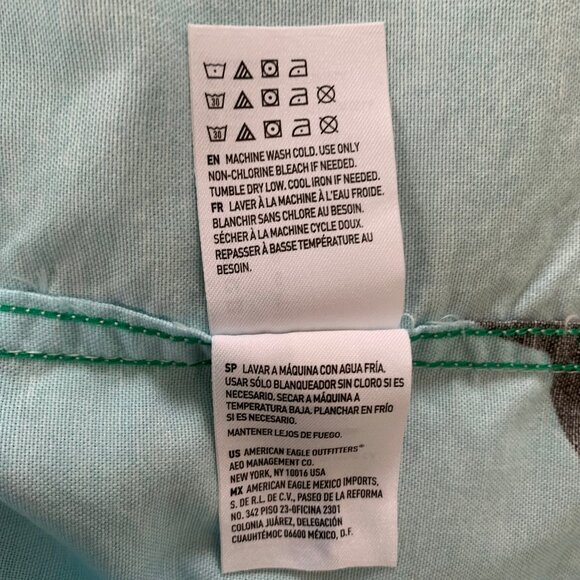 30
30
EN MACHINE WASH COLD. USE ONLY
NON-CHLORINE BLEACH IF NEEDED.
TUMBLE DRY LOW. COOL IRON IF NEEDED.
FR LAVER À LA MACHINE À L'EAU FROIDE.
BLANCHIR SANS CHLORE AU BESOIN.
SÉCHER À LA MACHINE CYCLE DOUX.
REPASSER À BASSE TEMPÉRATURE AU
BESOIN.
SP LAVAR A MÁQUINA CON AGUA FRÍA.
USAR SÓLO BLANQUEADOR SIN CLORO SI ES
NECESARIO. SECAR A MÁQUINA A
TEMPERATURA BAJA. PLANCHAR EN FRÍO
SI ES NECESARIO.
MANTENER LEJOS DE FUEGO.
US AMERICAN EAGLE OUTFITTERS®
AEO MANAGEMENT CO.
NEW YORK, NY 10016 USA
MX AMERICAN EAGLE MEXICO IMPORTS,
S. DE R.L. DE C.V., PASEO DE LA REFORMA
NO. 342 PISO 23-OFICINA 2301
COLONIA JUÁREZ, DELEGACIÓN
CUAUHTÉMOC 06600 MÉXICO, D.F.